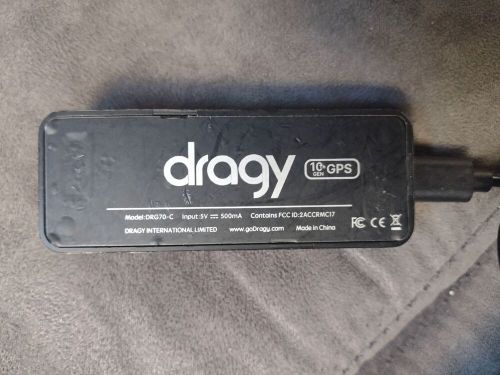 dragy 10th GEN GPS
Model:DRG70-C Input:5V ⎓ 500mA Contains FCC ID:2ACCRMC17
DRAGY INTERNATIONAL LIMITED www.goDragy.com Made in China
FC CE